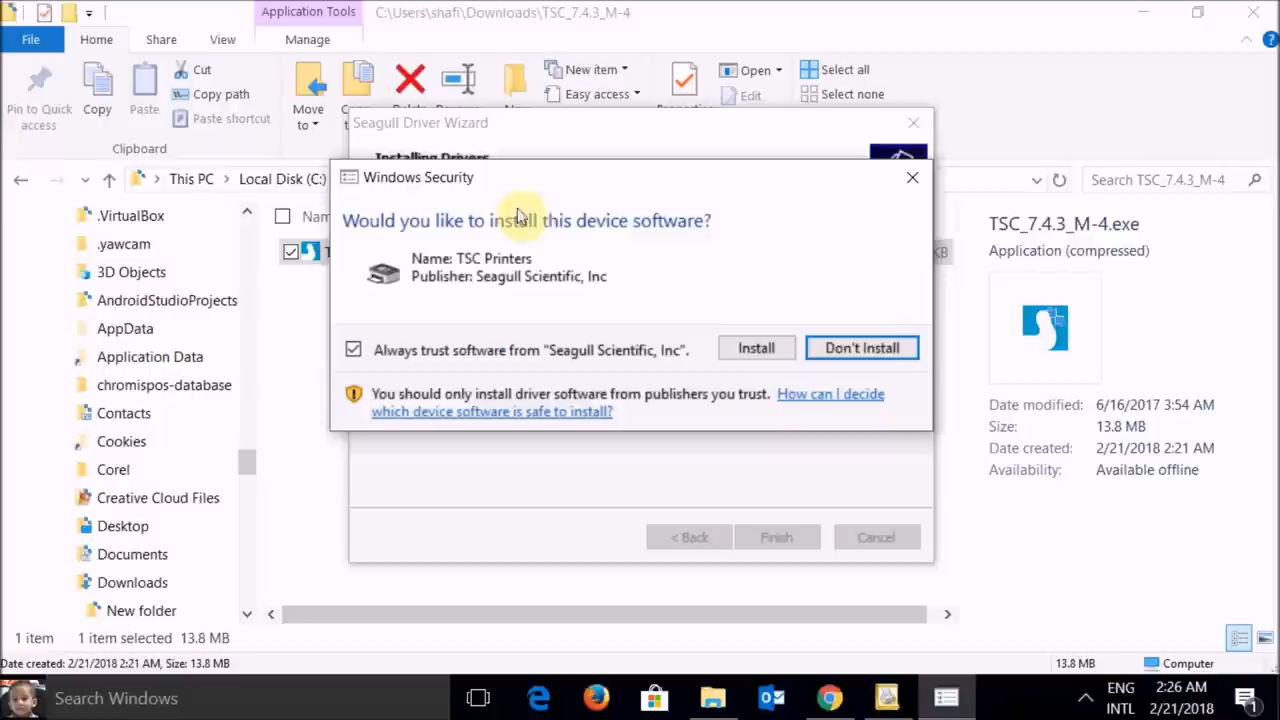 Application Tools
C:\Users\shafi\Downloads\TSC_7.4.3_M-4
File
Home
Share
View
Manage
Pin to Quick access
Copy
Paste
Cut
Copy path
Paste shortcut
Clipboard
Move to
New item
Easy access
Open
Edit
Select all
Select none
Seagull Driver Wizard
Installing Drivers
This PC
Local Disk (C:)
Search TSC_7.4.3_M-4
.VirtualBox
.yawcam
3D Objects
AndroidStudioProjects
AppData
Application Data
chromispos-database
Contacts
Cookies
Corel
Creative Cloud Files
Desktop
Documents
Downloads
New folder
Windows Security
Would you like to install this device software?
Name: TSC Printers
Publisher: Seagull Scientific, Inc
Always trust software from "Seagull Scientific, Inc".
Install
Don't Install
You should only install driver software from publishers you trust. How can I decide
which device software is safe to install?
KB
< Back
Finish
Cancel
TSC_7.4.3_M-4.exe
Application (compressed)
Date modified: 6/16/2017 3:54 AM
Size: 13.8 MB
Date created: 2/21/2018 2:21 AM
Availability: Available offline
1 item
1 item selected 13.8 MB
Date created: 2/21/2018 2:21 AM, Size: 13.8 MB
13.8 MB
Computer
Search Windows
ENG
INTL
2:26 AM
2/21/2018
1